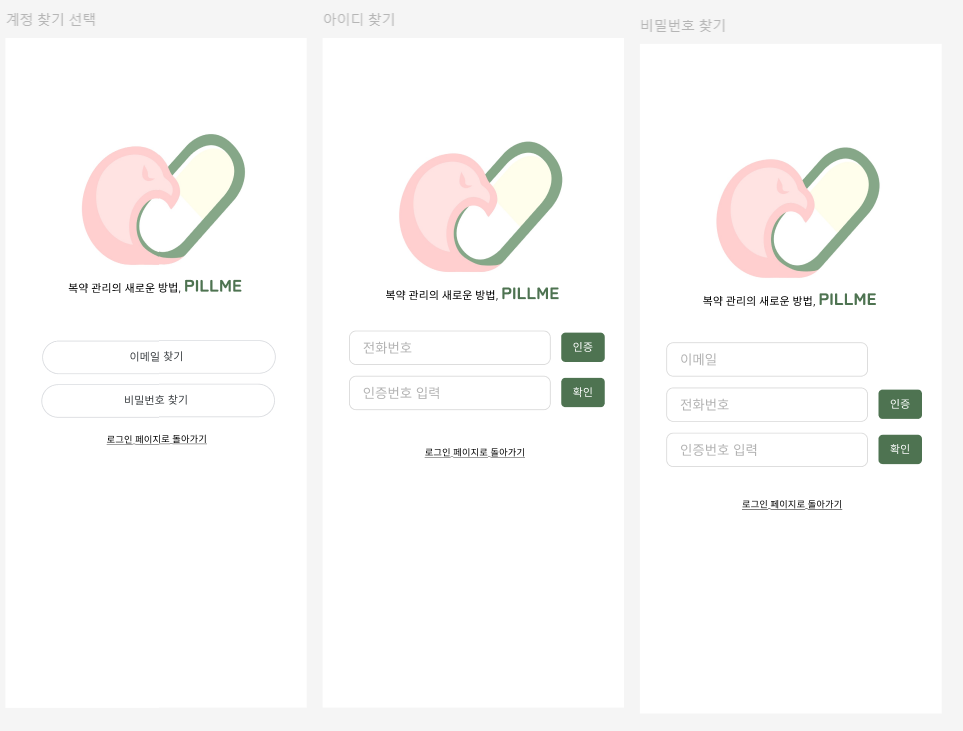 계정 찾기 선택
복약 관리의 새로운 방법, PILLME
이메일 찾기
비밀번호 찾기
로그인 페이지로 돌아가기
아이디 찾기
복약 관리의 새로운 방법, PILLME
전화번호
인증
인증번호 입력
확인
로그인 페이지로 돌아가기
비밀번호 찾기
복약 관리의 새로운 방법, PILLME
이메일
전화번호
인증
인증번호 입력
확인
로그인 페이지로 돌아가기